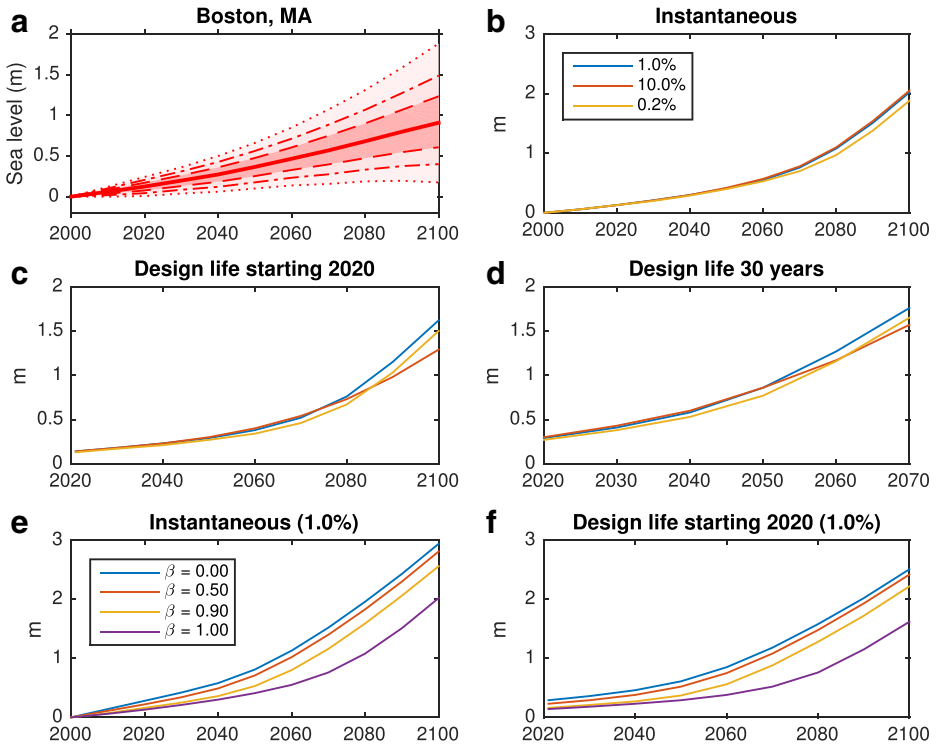 a
Boston, MA
Sea level (m)
2
1.5
1
0.5
0
2000 2020 2040 2060 2080 2100
b
Instantaneous
m
3
2
1
0
1.0%
10.0%
0.2%
2000 2020 2040 2060 2080 2100
c
Design life starting 2020
m
2
1.5
1
0.5
0
2020 2040 2060 2080 2100
d
Design life 30 years
m
2
1.5
1
0.5
0
2020 2030 2040 2050 2060 2070
e
Instantaneous (1.0%)
m
3
2
1
0
β = 0.00
β = 0.50
β = 0.90
β = 1.00
2000 2020 2040 2060 2080 2100
f
Design life starting 2020 (1.0%)
m
3
2
1
0
2020 2040 2060 2080 2100